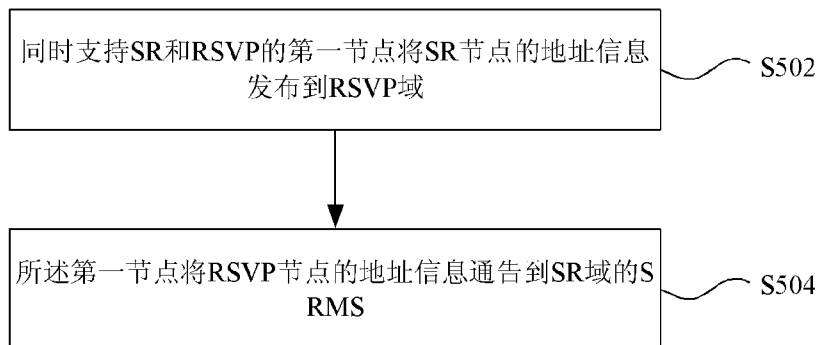 同时支持SR和RSVP的第一节点将SR节点的地址信息
发布到RSVP域
S502
所述第一节点将RSVP节点的地址信息通告到SR域的S
RMS
S504